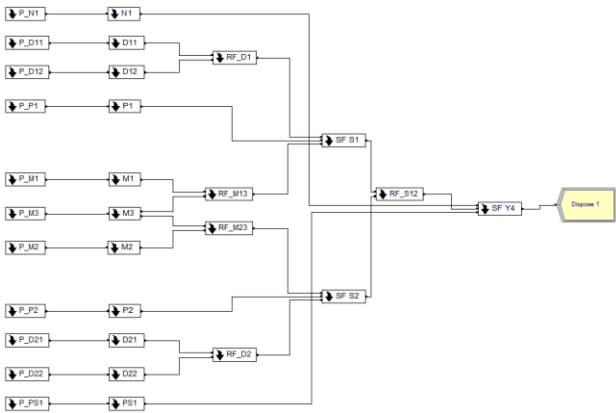 P_N1 N1
P_D11 D11
RF_D1
P_D12 D12
P_P1 P1
SF S1
P_M1 M1
RF_M13 RF_S12
P_M3 M3
SF Y4 Dispose 1
RF_M23
P_M2 M2
SF S2
P_P2 P2
P_D21 D21
RF_D2
P_D22 D22
P_PS1 PS1